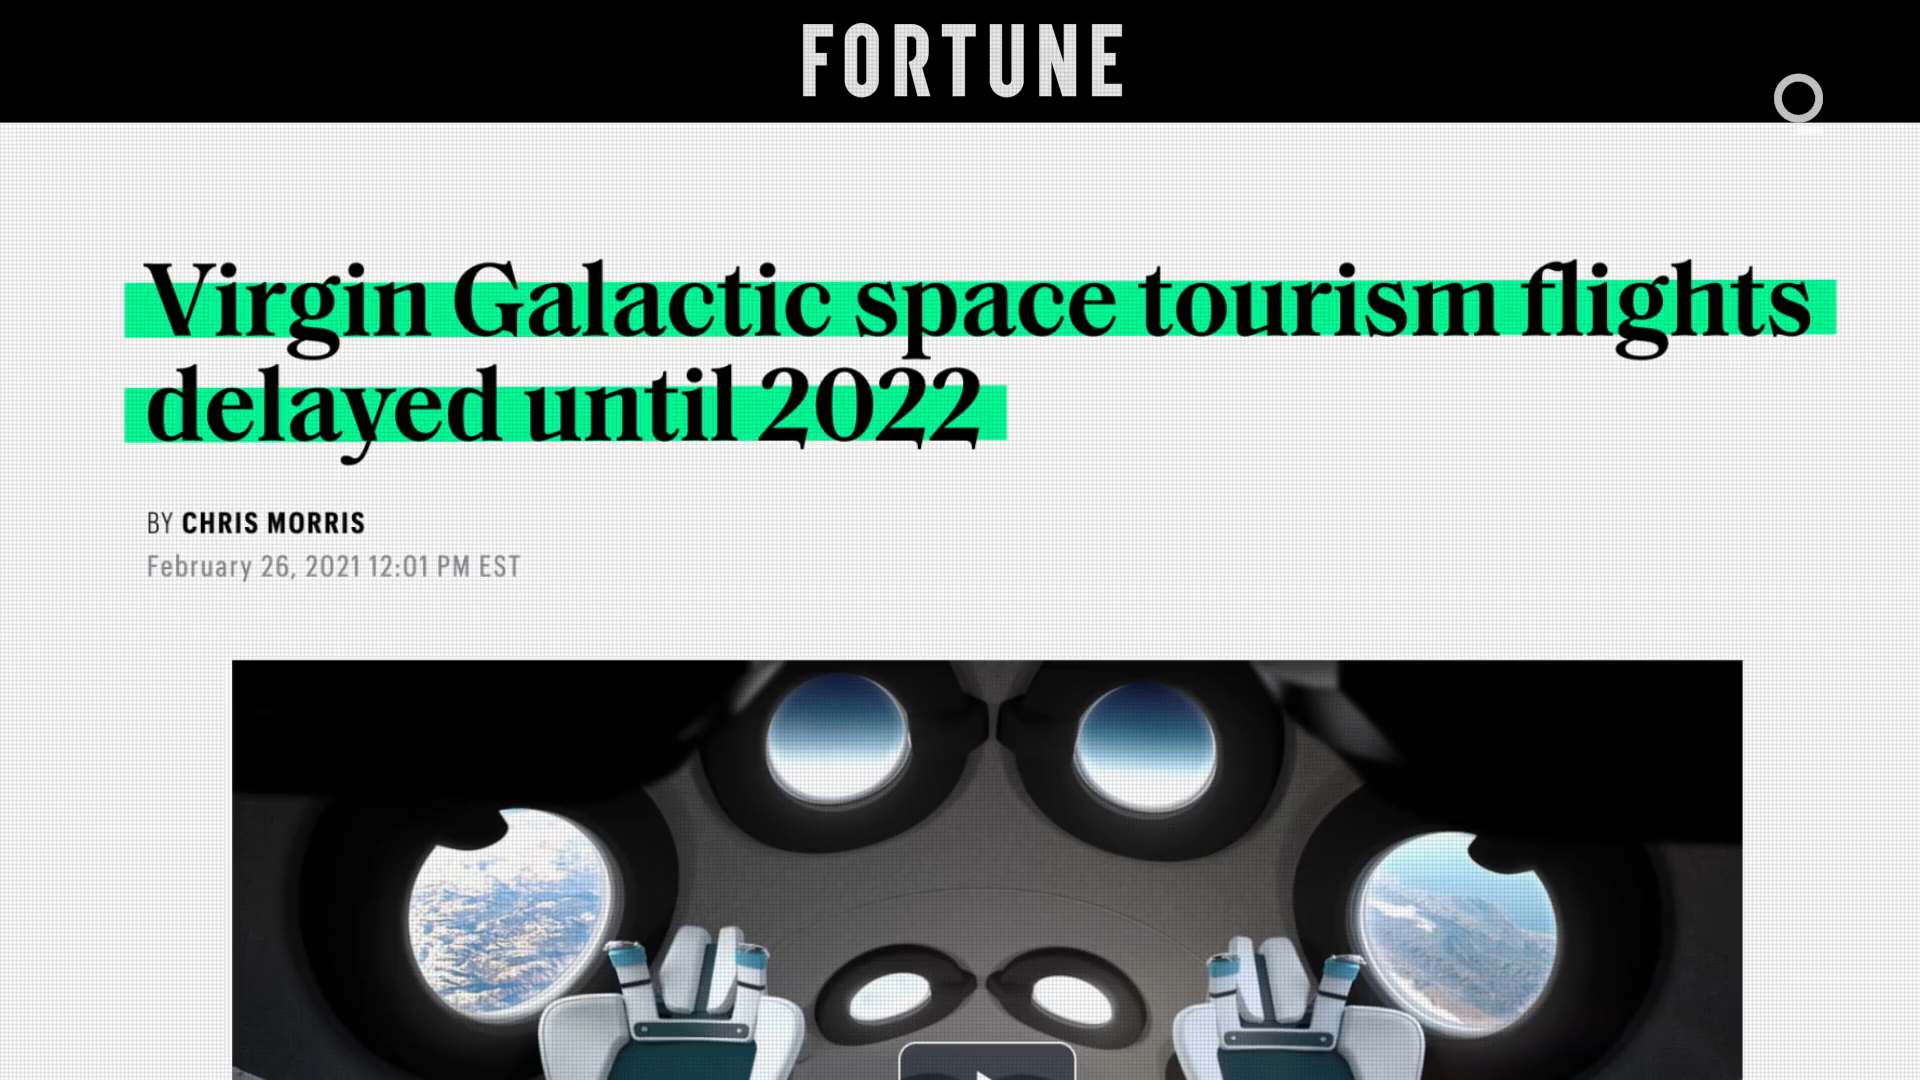 FORTUNE
Virgin Galactic space tourism flights
delayed until 2022
BY CHRIS MORRIS
February 26, 2021 12:01 PM EST